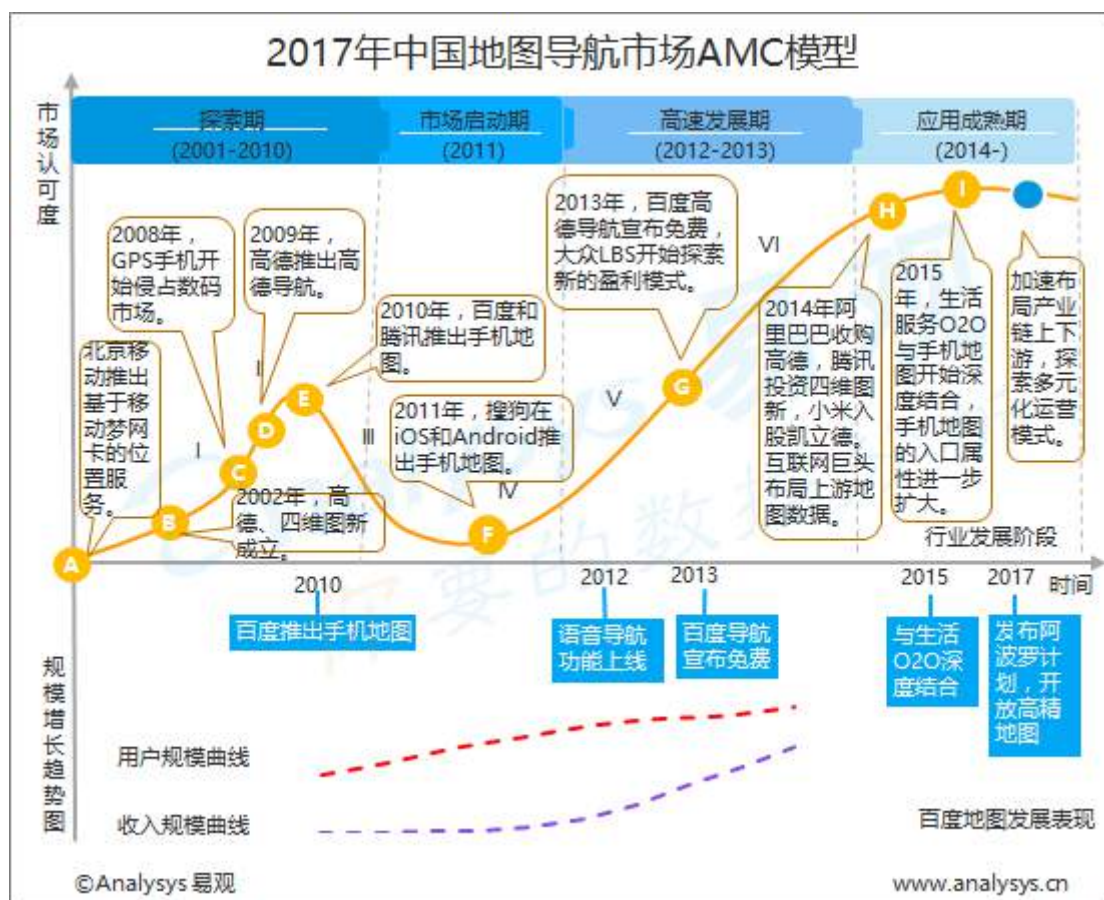 2017年中国地图导航市场AMC模型
市场认可度
探索期
(2001-2010)
市场启动期
(2011)
高速发展期
(2012-2013)
应用成熟期
(2014-)
2008年，
GPS手机开
始侵占数码
市场。
2009年，
高德推出高
德导航。
2010年，百度和
腾讯推出手机地
图。
2013年，百度高
德导航宣布免费，
大众LBS开始探索
新的盈利模式。
北京移
动推出
基于移
动梦网
卡的位
置服
务。
2002年，高
德、四维图新
成立。
2011年，搜狗在
iOS和Android推
出手机地图。
2014年阿
里巴巴收购
高德，腾讯
投资四维图
新，小米入
股凯立德。
互联网巨头
布局上游地
图数据。
2015
年，生活
服务O2O
与手机地
图开始深
度结合，
手机地图
的入口属
性进一步
扩大。
加速布
局产业
链上下
游，探
索多元
化运营
模式。
A
B
C
D
E
F
G
H
I
I
III
IV
V
VI
行业发展阶段
2010
2012
2013
2015
2017
时间
百度推出手机地图
语音导航
功能上线
百度导航
宣布免费
与生活
O2O深
度结合
发布阿
波罗计
划，开
放高精
地图
规模增长趋势图
用户规模曲线
收入规模曲线
百度地图发展表现
©Analysys 易观
www.analysys.cn